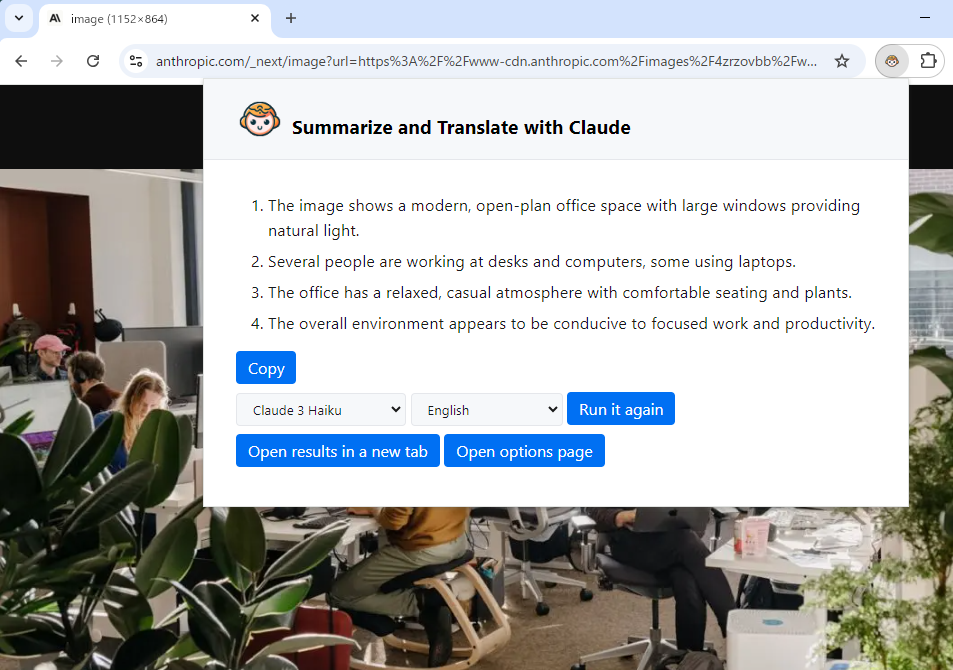 image (1152×864)
anthropic.com/_next/image?url=https%3A%2F%2Fwww-cdn.anthropic.com%2Fimages%2F4zrzovbb%2Fw...
Summarize and Translate with Claude
1. The image shows a modern, open-plan office space with large windows providing
natural light.
2. Several people are working at desks and computers, some using laptops.
3. The office has a relaxed, casual atmosphere with comfortable seating and plants.
4. The overall environment appears to be conducive to focused work and productivity.
Copy
Claude 3 Haiku English Run it again
Open results in a new tab Open options page